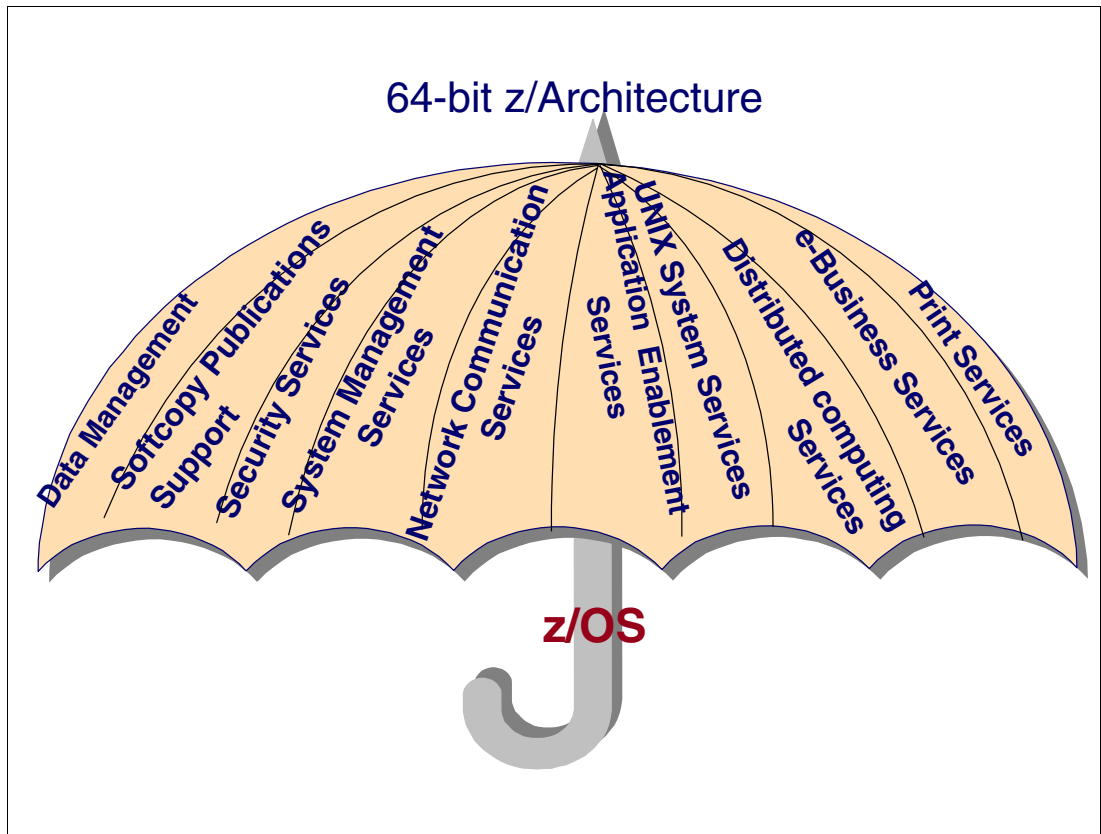 64-bit z/Architecture
Data Management
Softcopy Publications
Support
Security Services
System Management
Services
Network Communication
Services
Application Enablement
Services
UNIX System Services
Distributed computing
Services
e-Business Services
Print Services
z/OS